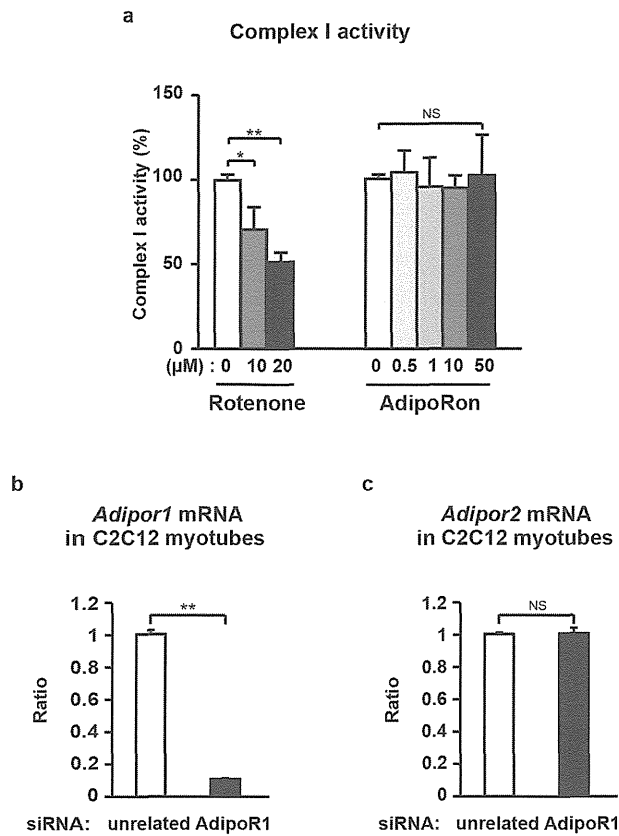 a
Complex I activity
Complex I activity (%)
150
100
50
0
NS
**
*
(μM) : 0 10 20 0 0.5 1 10 50
Rotenone AdipoRon
b
Adipor1 mRNA
in C2C12 myotubes
Ratio
1.2
1
0.8
0.6
0.4
0.2
0
**
siRNA: unrelated AdipoR1
c
Adipor2 mRNA
in C2C12 myotubes
Ratio
1.2
1
0.8
0.6
0.4
0.2
0
NS
siRNA: unrelated AdipoR1